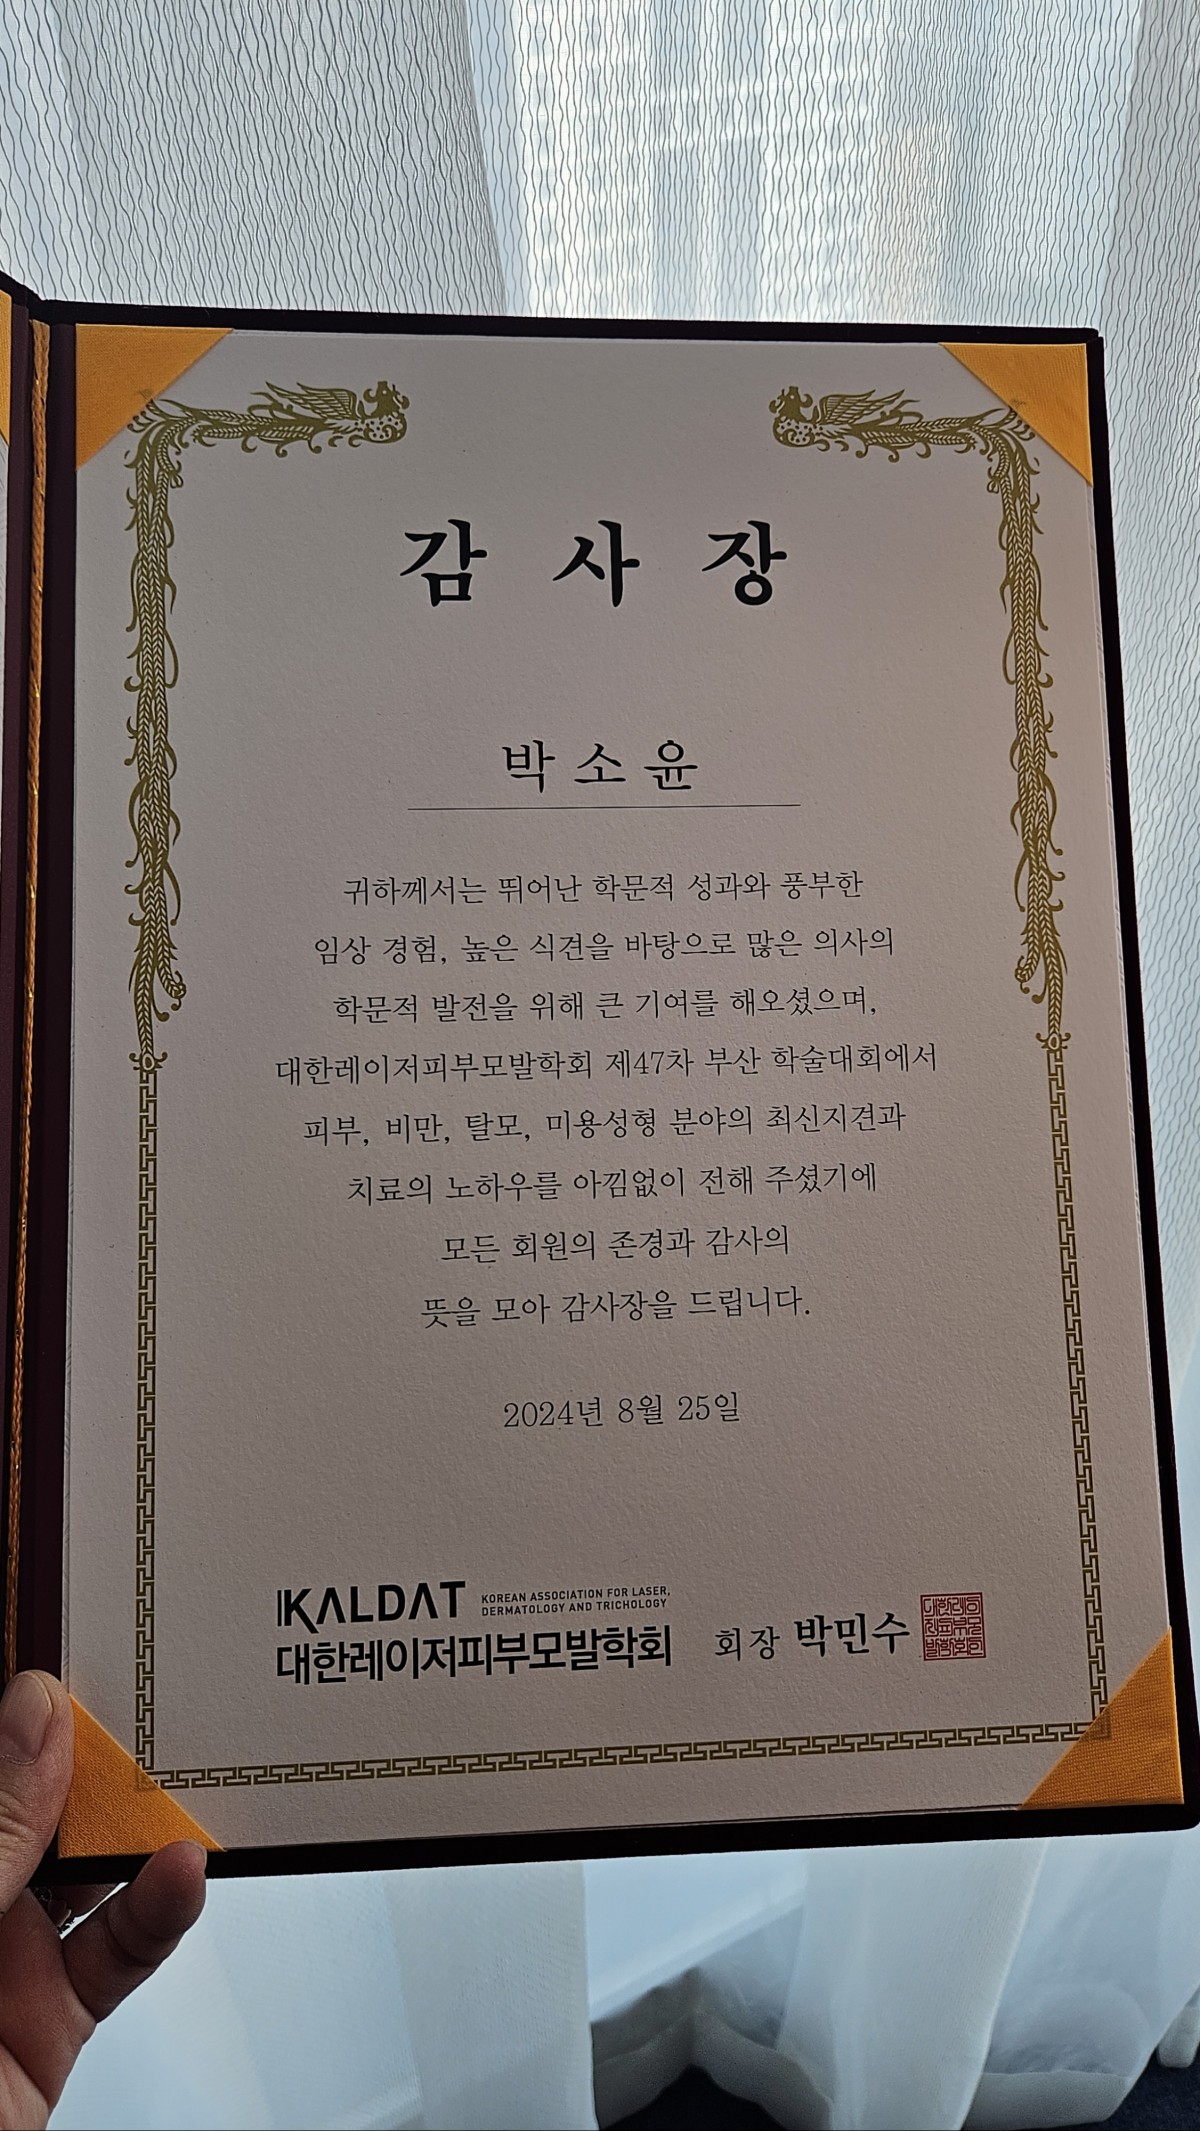 감사장
박소윤
귀하께서는 뛰어난 학문적 성과와 풍부한
임상 경험, 높은 식견을 바탕으로 많은 의사의
학문적 발전을 위해 큰 기여를 해오셨으며,
대한레이저피부모발학회 제47차 부산 학술대회에서
피부, 비만, 탈모, 미용성형 분야의 최신지견과
치료의 노하우를 아낌없이 전해 주셨기에
모든 회원의 존경과 감사의
뜻을 모아 감사장을 드립니다.
2024년 8월 25일
KALDAT
KOREAN ASSOCIATION FOR LASER,
DERMATOLOGY AND TRICHOLOGY
대한레이저피부모발학회
회장 박민수